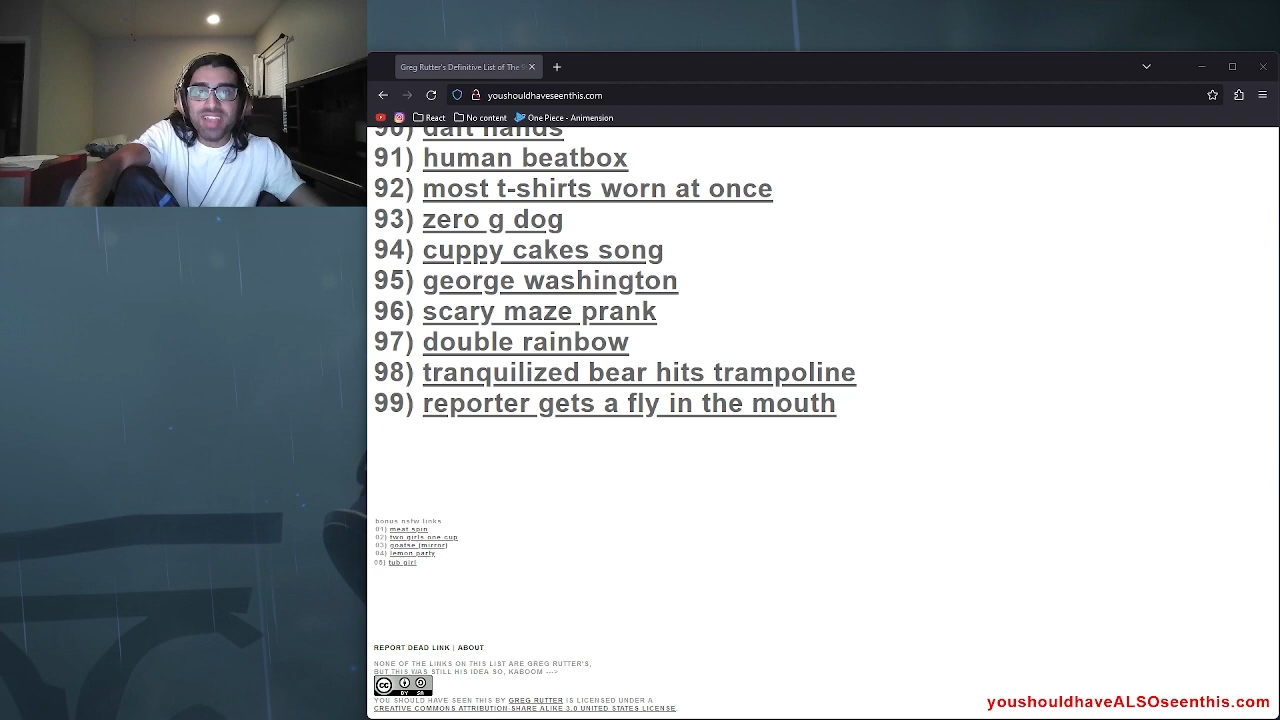 Greg Rutter's Definitive List of The
youshouldhaveseenthis.com
React
No content
One Piece - Animension
90) daft hands
91) human beatbox
92) most t-shirts worn at once
93) zero g dog
94) cuppy cakes song
95) george washington
96) scary maze prank
97) double rainbow
98) tranquilized bear hits trampoline
99) reporter gets a fly in the mouth
bonus nsfw links
01) meat spin
02) two girls one cup
03) goatse (mirror)
04) lemon party
05) tub girl
REPORT DEAD LINK | ABOUT
NONE OF THE LINKS ON THIS LIST ARE GREG RUTTER'S,
BUT THIS WAS STILL HIS IDEA SO, KABOOM --->
CC BY SA
YOU SHOULD HAVE SEEN THIS BY GREG RUTTER IS LICENSED UNDER A
CREATIVE COMMONS ATTRIBUTION-SHARE ALIKE 3.0 UNITED STATES LICENSE.
youshouldhaveALSOseenthis.com